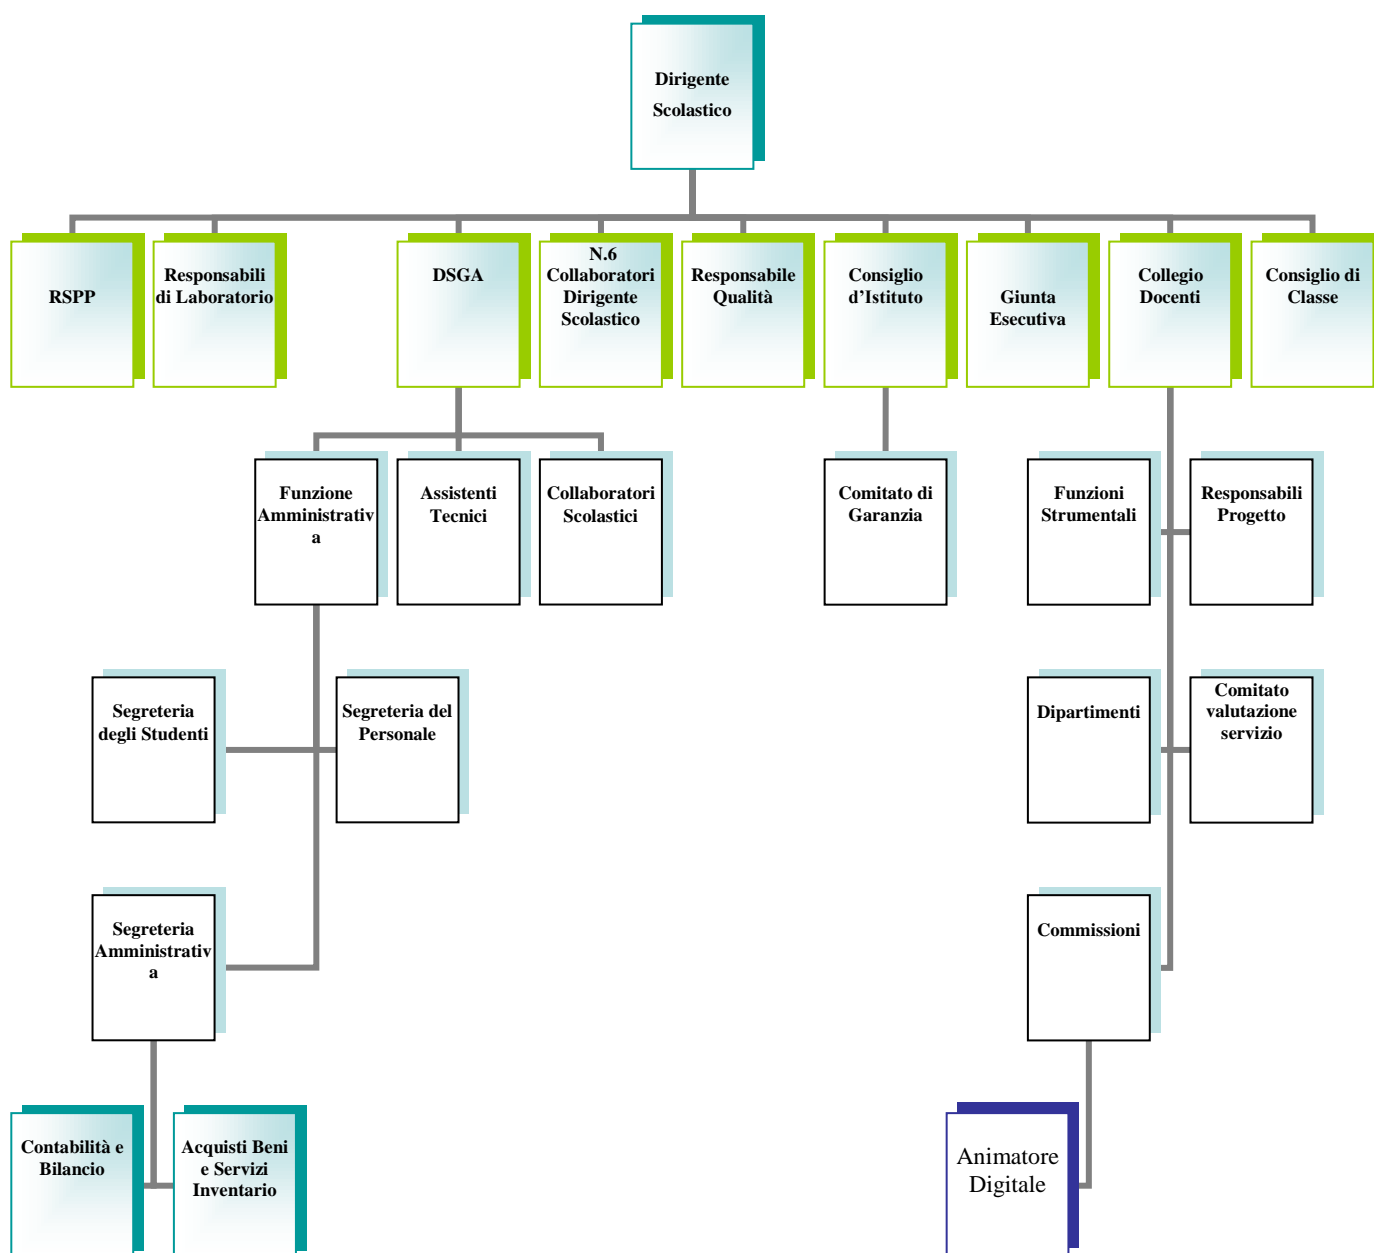 Dirigente
Scolastico
RSPP
Responsabili
di Laboratorio
DSGA
N.6
Collaboratori
Dirigente
Scolastico
Responsabile
Qualità
Consiglio
d’Istituto
Giunta
Esecutiva
Collegio
Docenti
Consiglio di
Classe
Funzione
Amministrativ
a
Assistenti
Tecnici
Collaboratori
Scolastici
Comitato di
Garanzia
Funzioni
Strumentali
Responsabili
Progetto
Segreteria
degli Studenti
Segreteria del
Personale
Dipartimenti
Comitato
valutazione
servizio
Segreteria
Amministrativ
a
Commissioni
Contabilità e
Bilancio
Acquisti Beni
e Servizi
Inventario
Animatore
Digitale